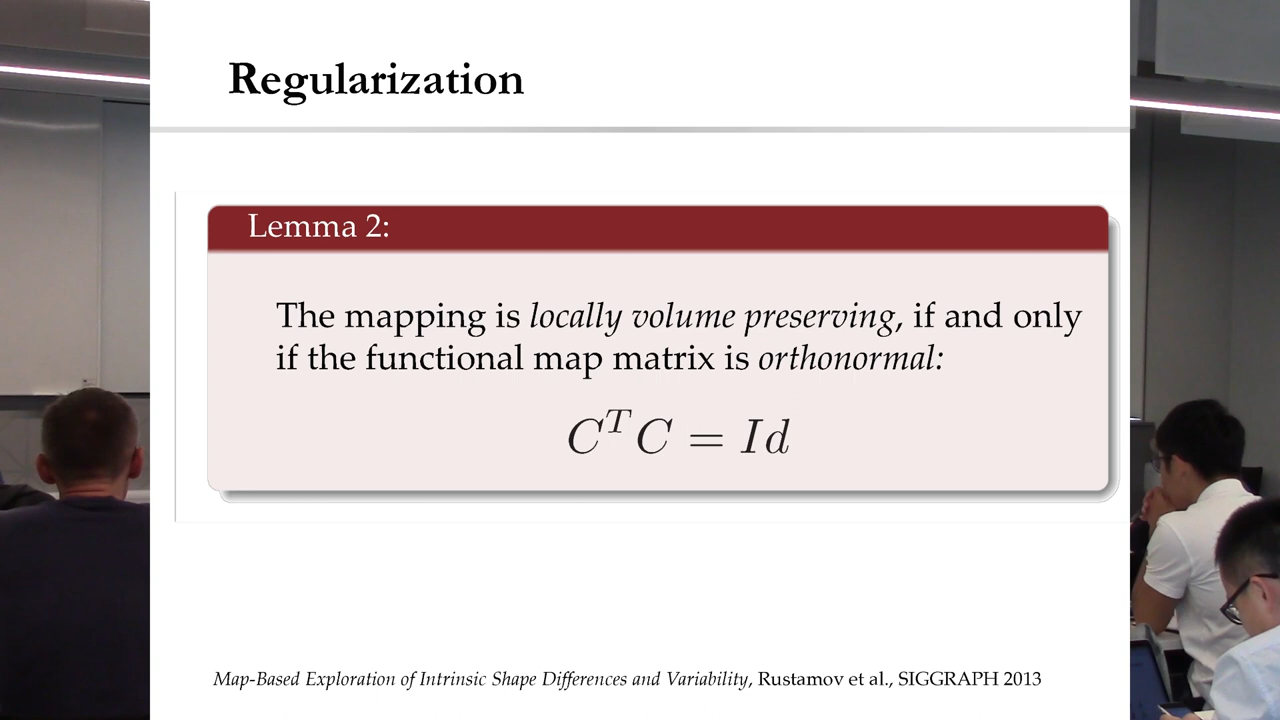 Regularization
Lemma 2:
The mapping is locally volume preserving, if and only
if the functional map matrix is orthonormal:
C^T C = Id
Map-Based Exploration of Intrinsic Shape Differences and Variability, Rustamov et al., SIGGRAPH 2013